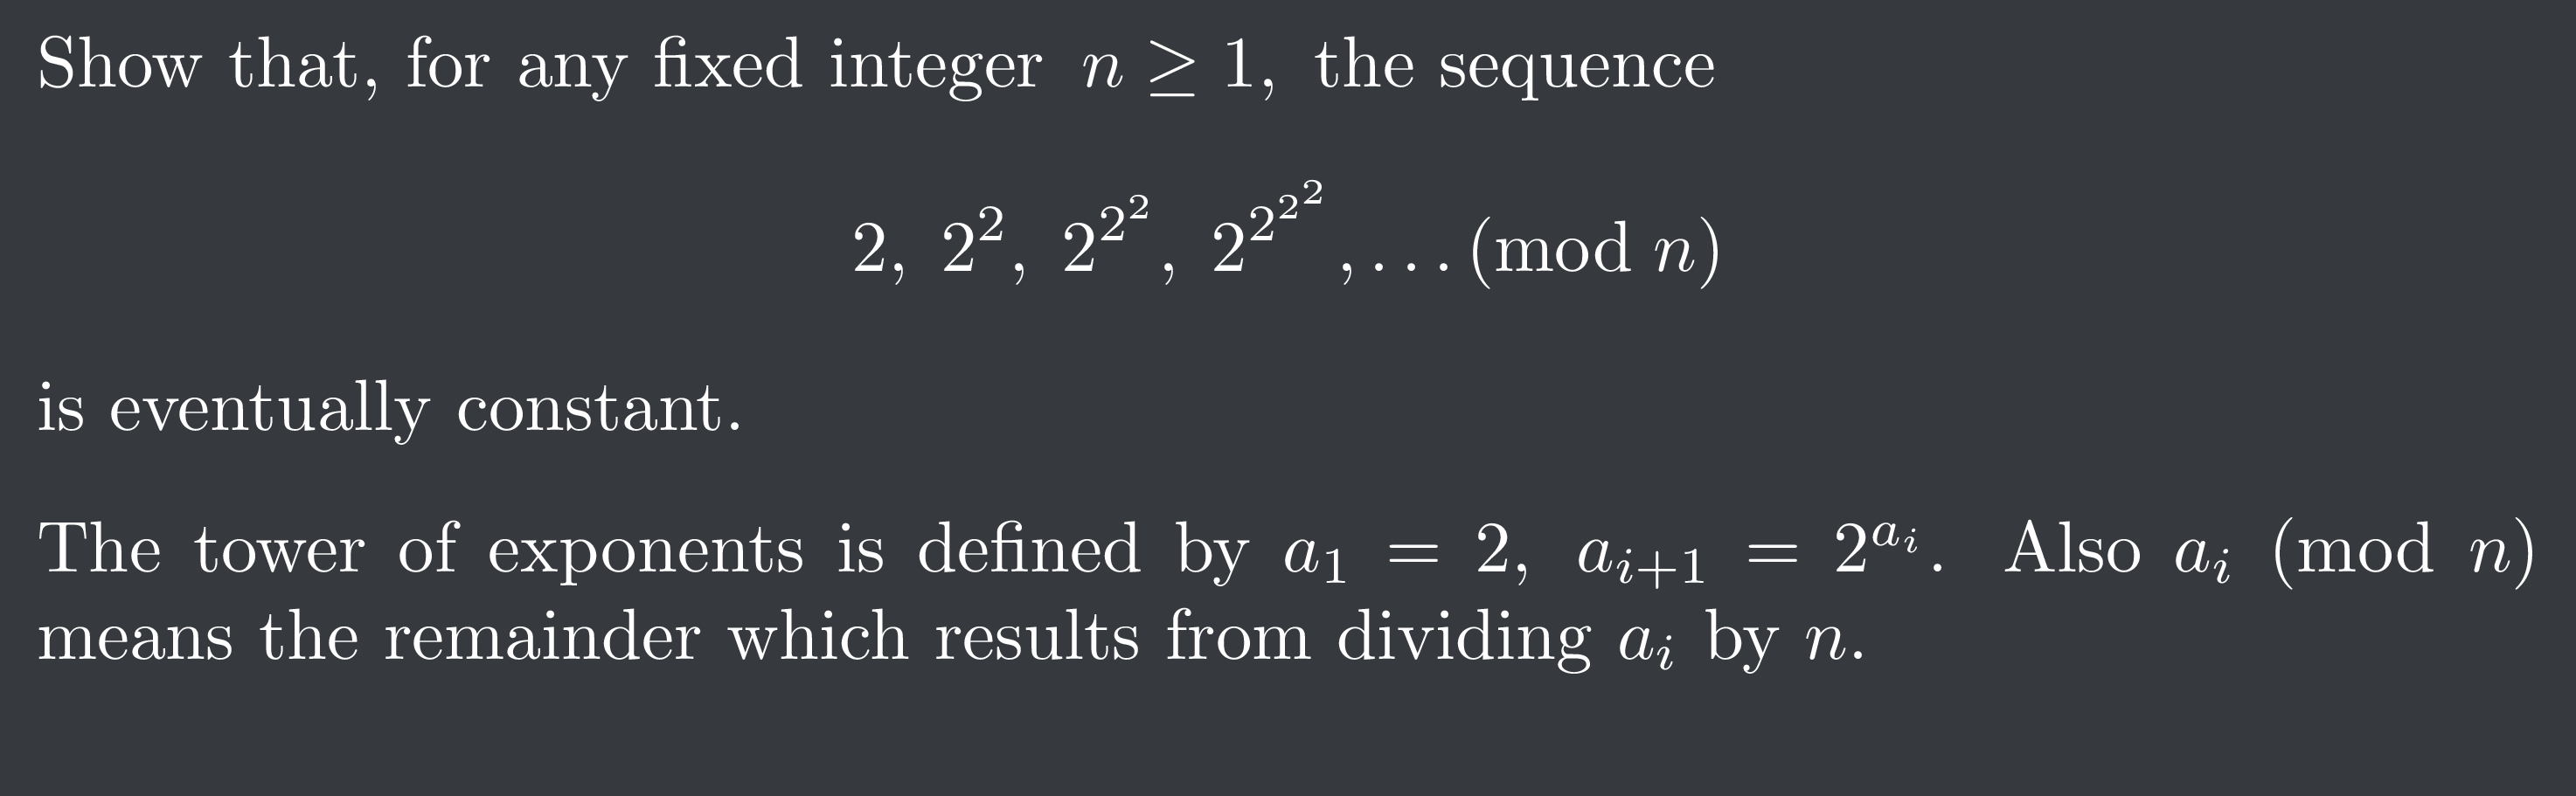 Show that, for any fixed integer n ≥ 1, the sequence
2, 2^2, 2^{2^2}, 2^{2^{2^2}}, . . . (mod n)
is eventually constant.
The tower of exponents is defined by a_1 = 2, a_{i+1} = 2^{a_i}. Also a_i (mod n)
means the remainder which results from dividing a_i by n.